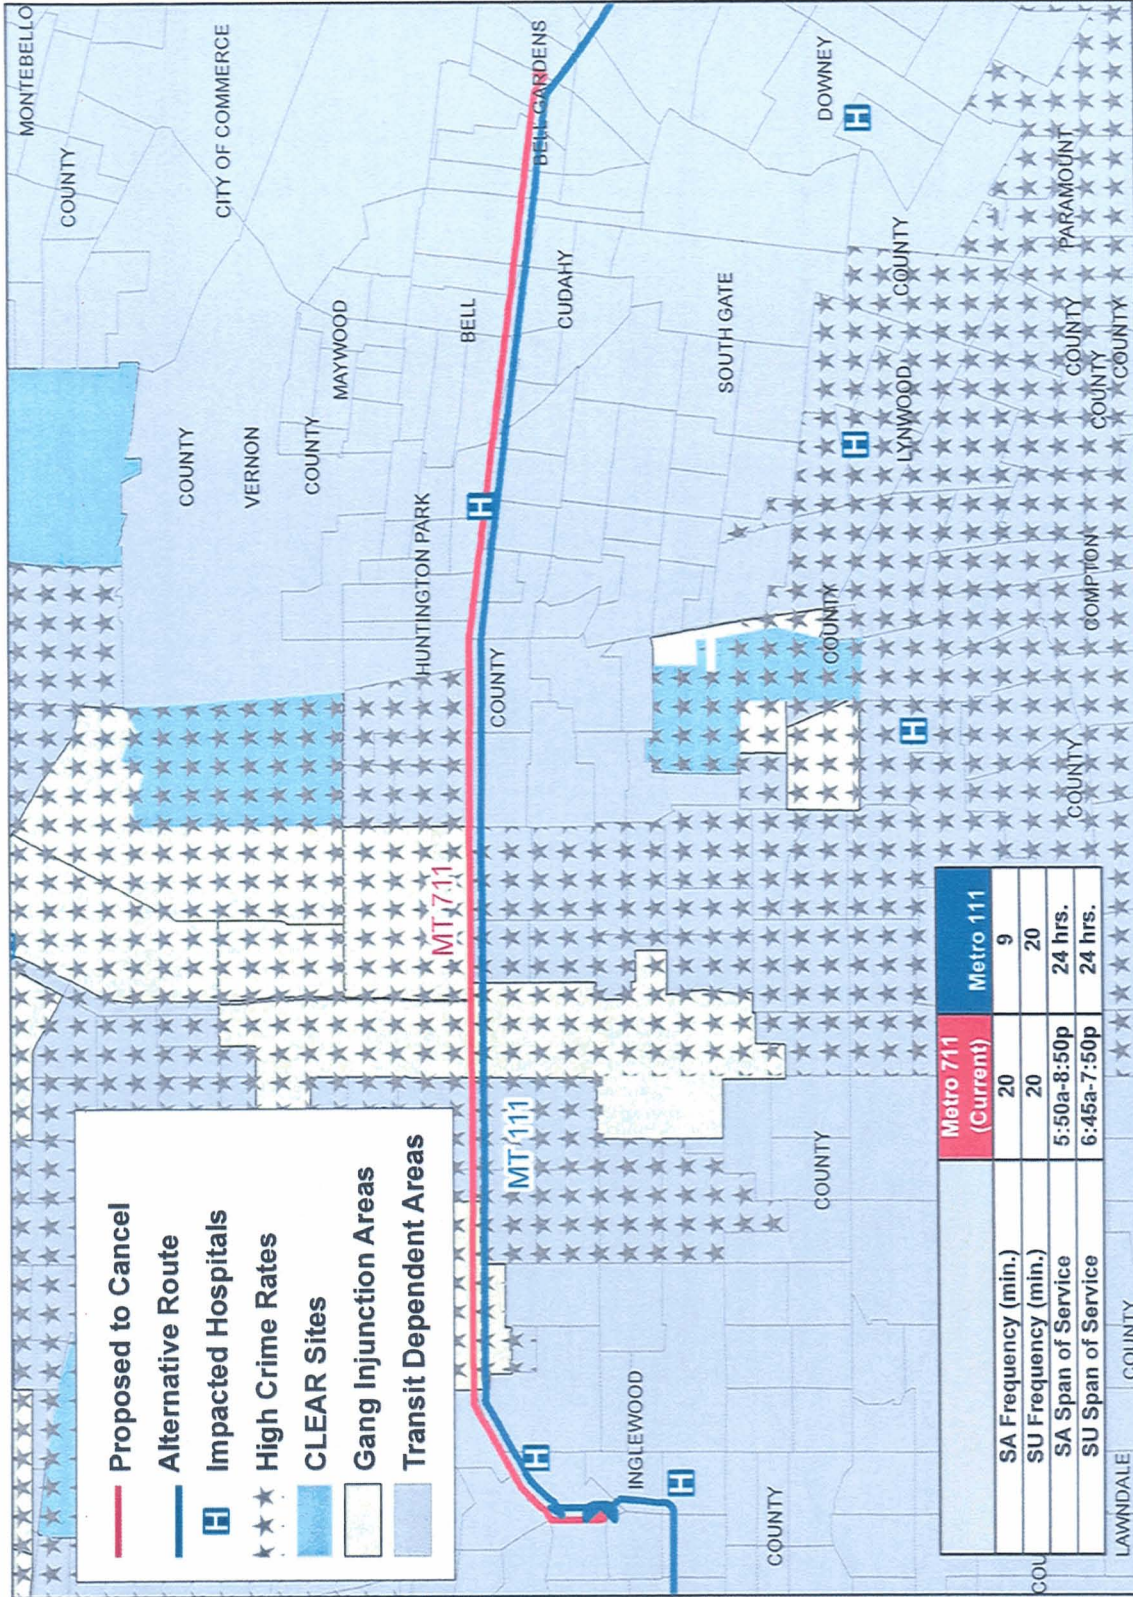 MONTEBELLO
COUNTY
CITY OF COMMERCE
COUNTY
VERNON
COUNTY
MAYWOOD
HUNTINGTON PARK
BELL
BELL GARDENS
CUDAHY
COUNTY
SOUTH GATE
DOWNEY
COUNTY
LYNWOOD
COUNTY
PARAMOUNT
COUNTY
COUNTY
COUNTY
COMPTON
COUNTY
MT 711
MT 111
INGLEWOOD
COUNTY
COUNTY
COU
LAWNDALE
COUNTY
H
H
H
H
H
H
Proposed to Cancel
Alternative Route
H Impacted Hospitals
High Crime Rates
CLEAR Sites
Gang Injunction Areas
Transit Dependent Areas
Metro 711 (Current) Metro 111
SA Frequency (min.) 20 9
SU Frequency (min.) 20 20
SA Span of Service 5:50a-8:50p 24 hrs.
SU Span of Service 6:45a-7:50p 24 hrs.